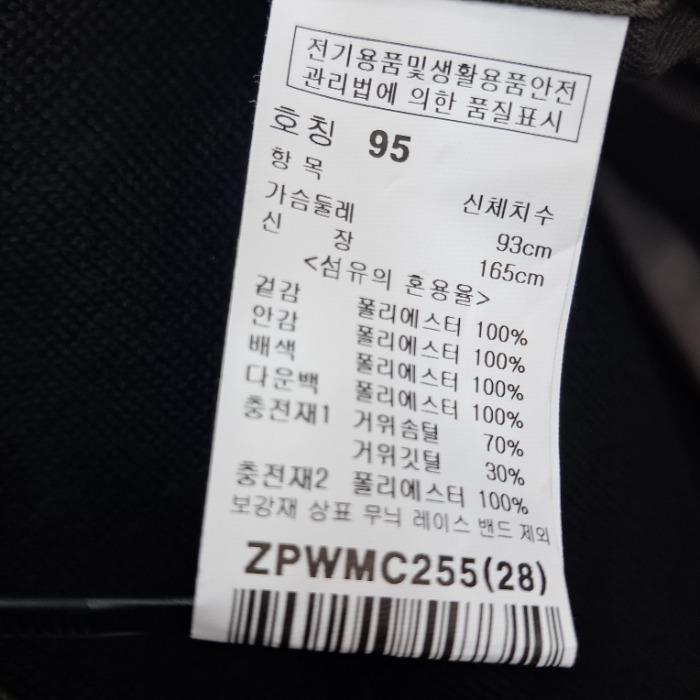 전기용품및생활용품안전
관리법에 의한 품질표시
호칭 95
항목 신체치수
가슴둘레 93cm
신 장 165cm
<섬유의 혼용율>
겉감 폴리에스터 100%
안감 폴리에스터 100%
배색 폴리에스터 100%
다운백 폴리에스터 100%
충전재1 거위솜털 70%
거위깃털 30%
충전재2 폴리에스터 100%
보강재 상표 무늬 레이스 밴드 제외
ZPWMC255(28)